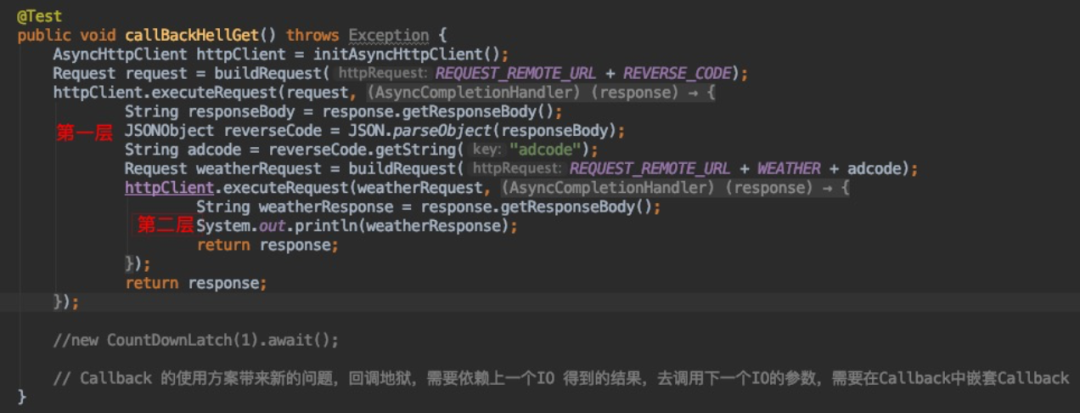 @Test
public void callBackHellGet() throws Exception {
AsyncHttpClient httpClient = initAsyncHttpClient();
Request request = buildRequest( httpRequest: REQUEST_REMOTE_URL + REVERSE_CODE);
httpClient.executeRequest(request, (AsyncCompletionHandler) (response) → {
String responseBody = response.getResponseBody();
第一层 JSONObject reverseCode = JSON.parseObject(responseBody);
String adcode = reverseCode.getString( key: "adcode");
Request weatherRequest = buildRequest( httpRequest: REQUEST_REMOTE_URL + WEATHER + adcode);
httpClient.executeRequest(weatherRequest, (AsyncCompletionHandler) (response) → {
String weatherResponse = response.getResponseBody();
第二层 System.out.println(weatherResponse);
return response;
});
return response;
});
//new CountDownLatch(1).await();
// Callback 的使用方案带来新的问题，回调地狱，需要依赖上一个IO 得到的结果，去调用下一个IO的参数，需要在Callback中嵌套Callback
}